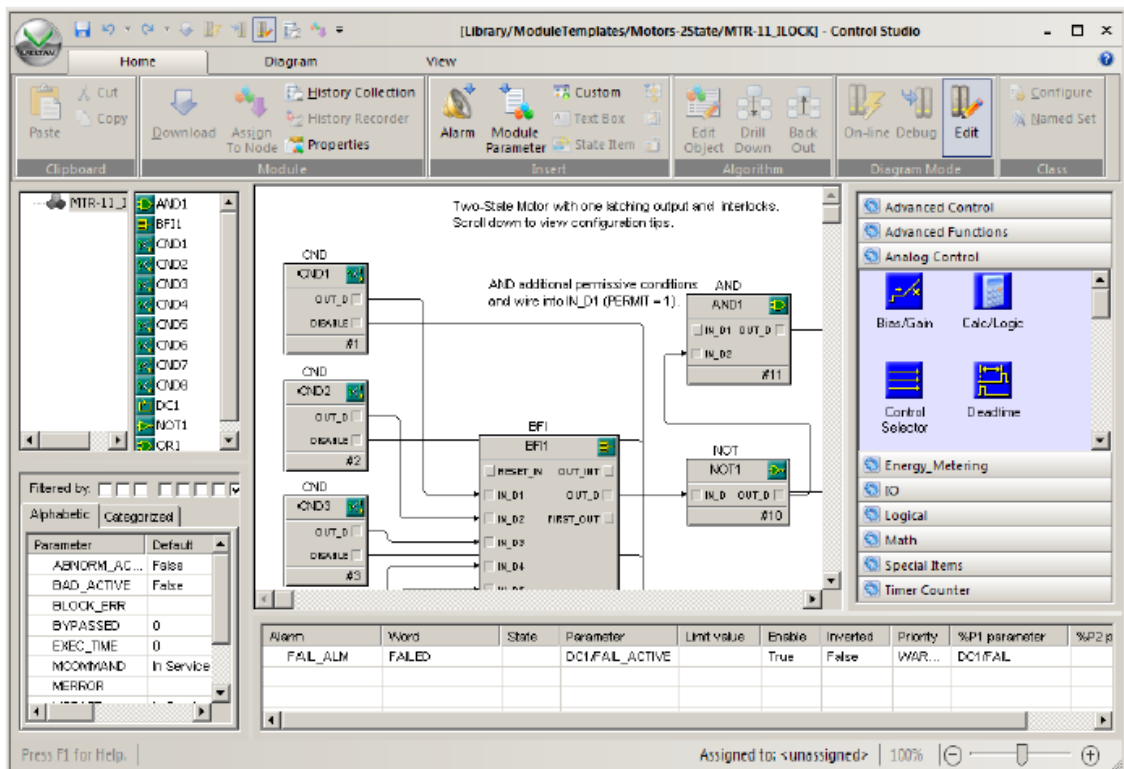 [Library/ModuleTemplates/Motors-2State/MTR-11_ILOCK] - Control Studio
DELTAV
Home Diagram View
Paste
Cut
Copy
Clipboard
Download
Assign
To Node
History Collection
History Recorder
Properties
Module
Alarm
Module
Parameter
Custom
Text Box
State Item
Insert
Edit
Object
Drill
Down
Back
Out
Algorithm
On-line Debug Edit
Diagram Mode
Configure
Named Set
Class
MTR-11_I
AND1
BFI1
CND1
CND2
CND3
CND4
CND5
CND6
CND7
CND8
DC1
NOT1
OR1
Filtered by:
Alphabetic Categorized
Parameter Default
ABNORM_AC... False
BAD_ACTIVE False
BLOCK_ERR
BYPASSED 0
EXEC_TIME 0
MCOMMAND In Service
MERROR
Two-State Motor with one latching output and interlocks.
Scroll down to view configuration tips.
CND
CND1
OUT_D
DISABLE
#1
CND
CND2
OUT_D
DISABLE
#2
CND
CND3
OUT_D
DISABLE
#3
BFI
BFI1
RESET_IN OUT_INT
IN_D1 OUT_D
IN_D2 FIRST_OUT
IN_D3
IN_D4
AND additional permissive conditions
and wire into IN_D1 (PERMIT = 1).
AND
AND1
IN_D1 OUT_D
IN_D2
#11
NOT
NOT1
IN_D OUT_D
#10
Advanced Control
Advanced Functions
Analog Control
Bias/Gain Calc/Logic
Control
Selector
Deadtime
Energy_Metering
IO
Logical
Math
Special Items
Timer Counter
Alarm Word State Parameter Limit value Enable Inverted Priority %P1 parameter %P2 p
FAIL_ALM FAILED DC1/FAIL_ACTIVE True False WAR... DC1/FAIL
Press F1 for Help.
Assigned to: <unassigned> 100%